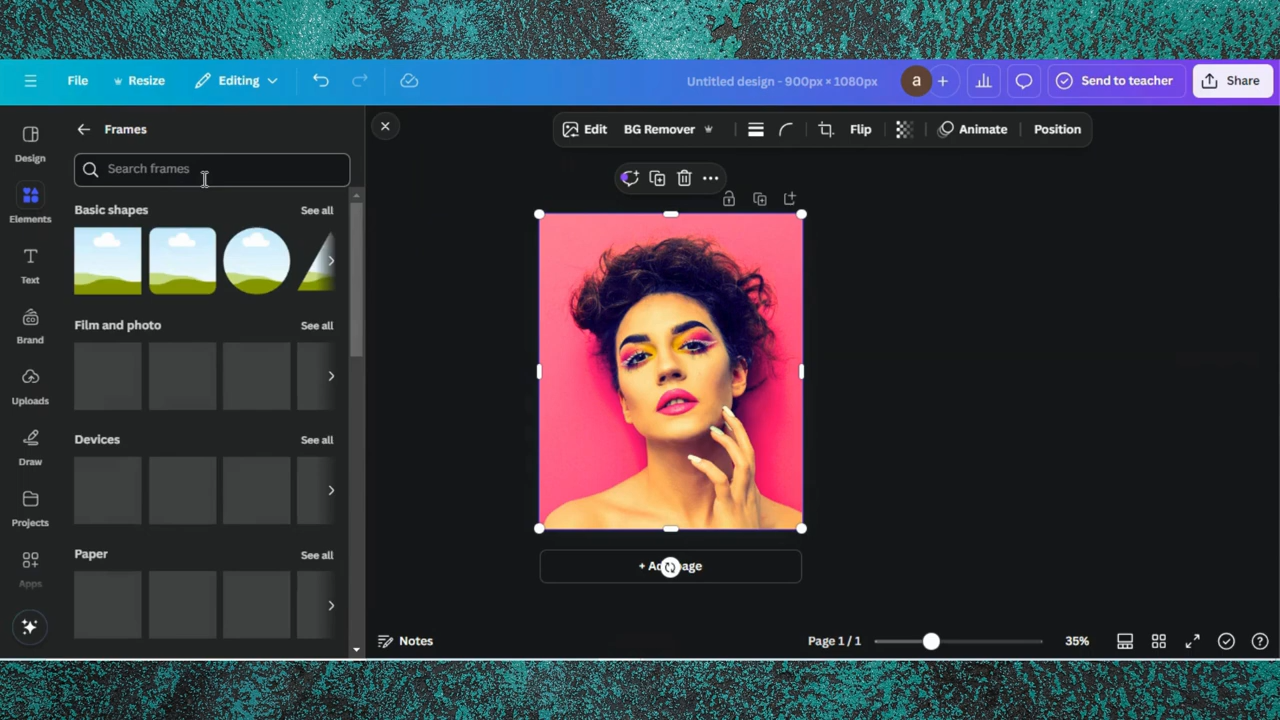 File
Resize
Editing
Untitled design - 900px × 1080px
a
Send to teacher
Share
Design
Elements
Text
Brand
Uploads
Draw
Projects
Apps
Frames
Search frames
Basic shapes
See all
Film and photo
See all
Devices
See all
Paper
See all
Edit
BG Remover
Flip
Animate
Position
+ Add page
Notes
Page 1 / 1
35%